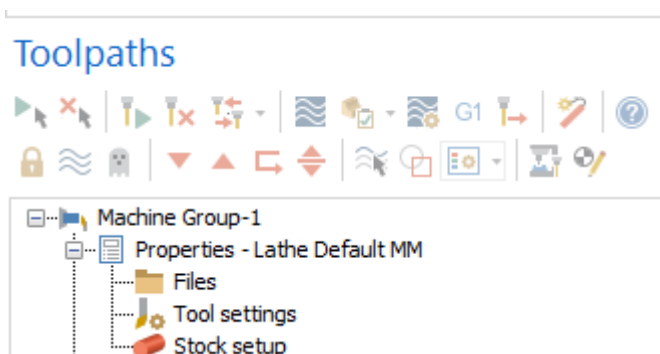 Toolpaths
G1
Machine Group-1
Properties - Lathe Default MM
Files
Tool settings
Stock setup